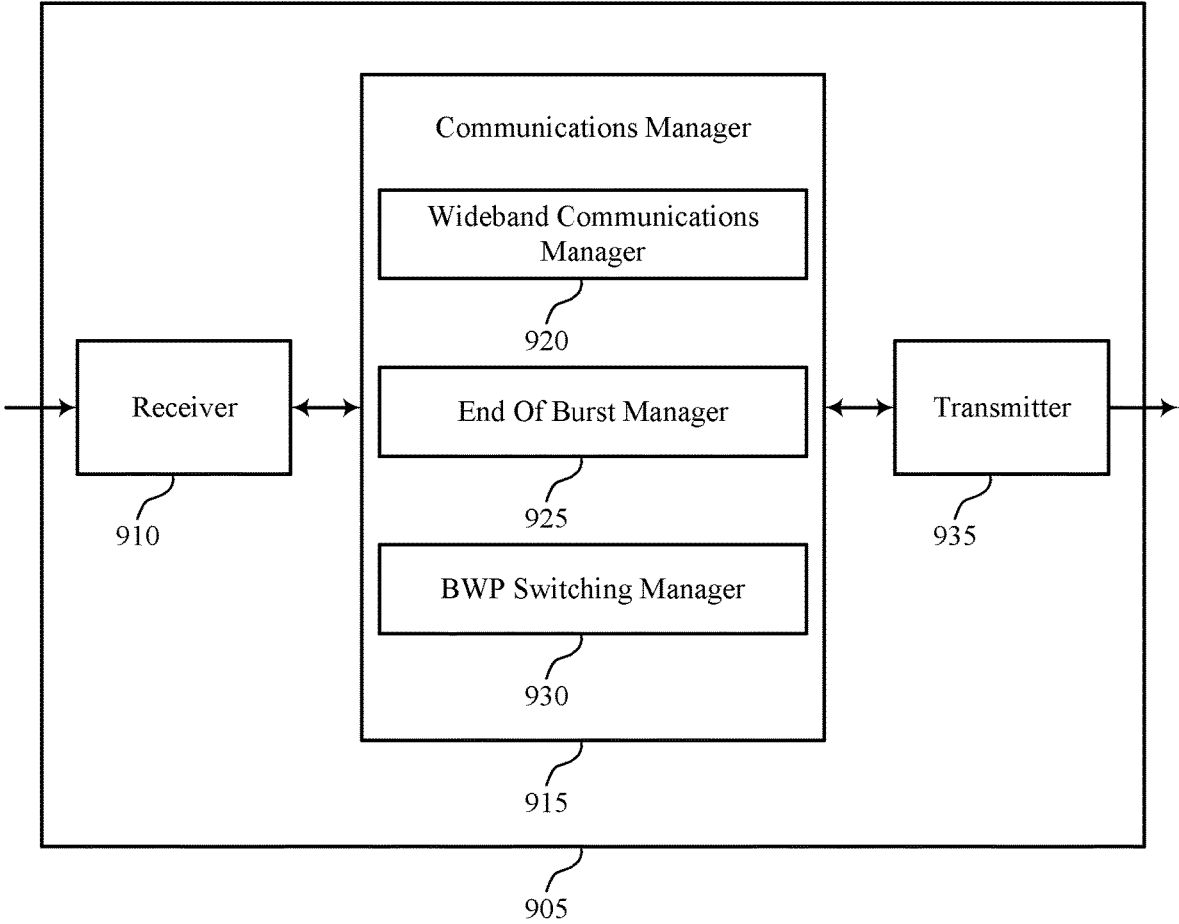 Communications Manager
Wideband Communications
Manager
920
Receiver
910
End Of Burst Manager
925
Transmitter
935
BWP Switching Manager
930
915
905